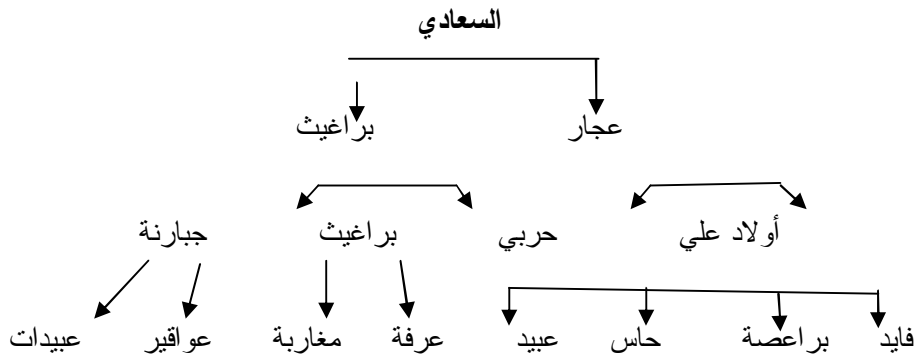 السعادي
عجار براغيث
أولاد علي حربي براغيث جبارنة
فايد براعصة حاس عبيد عرفة مغاربة عواقير عبيدات